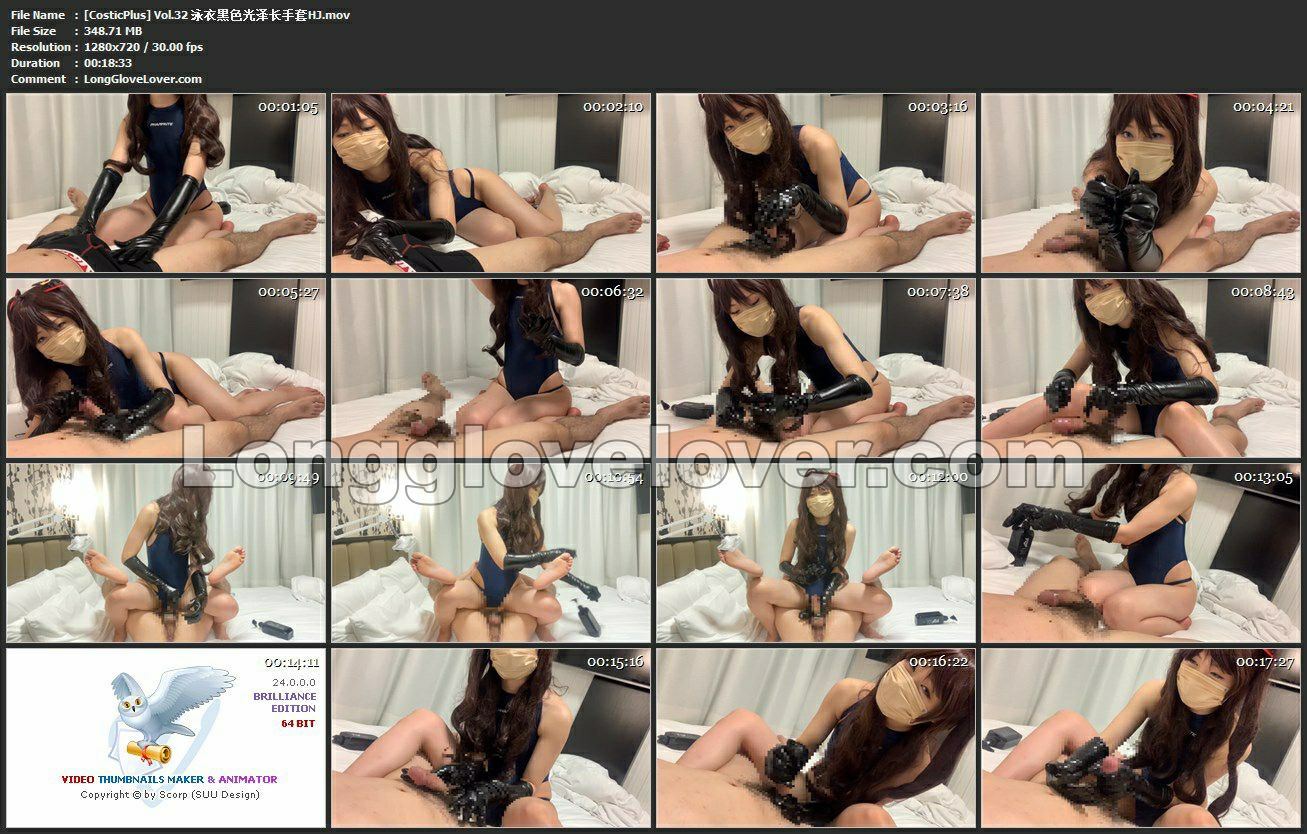 File Name : [CosticPlus] Vol.32 泳衣黑色光泽长手套HJ.mov
File Size : 348.71 MB
Resolution : 1280x720 / 30.00 fps
Duration : 00:18:33
Comment : LongGloveLover.com
00:01:05
00:02:10
00:03:16
00:04:21
00:05:27
00:06:32
00:07:38
00:08:43
Longglovelover.com
00:09:49
00:10:54
00:12:00
00:13:05
00:14:11
24.0.0.0
BRILLIANCE
EDITION
64 BIT
VIDEO THUMBNAILS MAKER & ANIMATOR
Copyright © by Scorp (SUU Design)
00:15:16
00:16:22
00:17:27